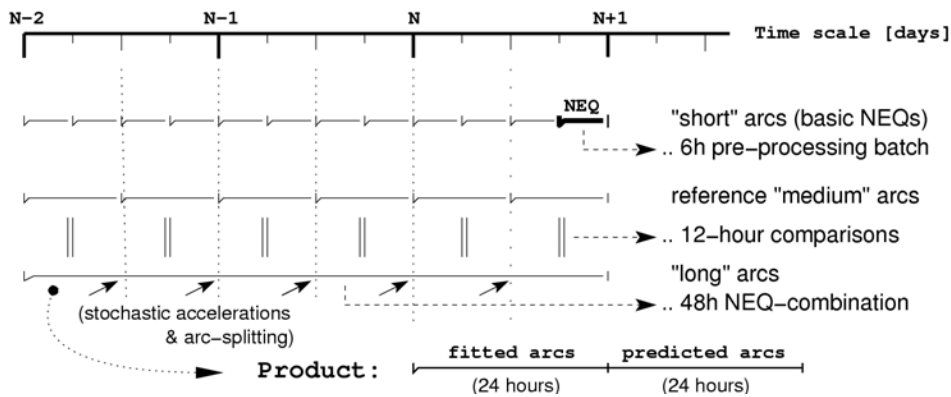 N−2 N−1 N N+1
Time scale [days]
NEQ
"short" arcs (basic NEQs)
.. 6h pre−processing batch
reference "medium" arcs
.. 12−hour comparisons
"long" arcs
.. 48h NEQ−combination
(stochastic accelerations
& arc−splitting)
Product: fitted arcs predicted arcs
(24 hours) (24 hours)